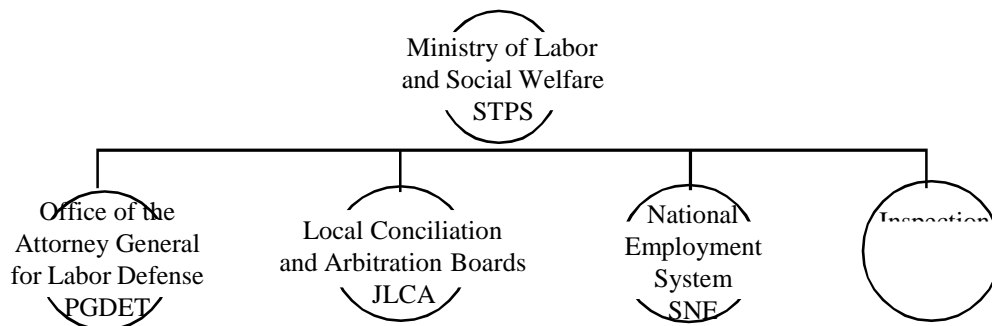 Ministry of Labor
and Social Welfare
STPS
Office of the
Attorney General
for Labor Defense
PGDET
Local Conciliation
and Arbitration Boards
JLCA
National
Employment
System
SNE
Inspection